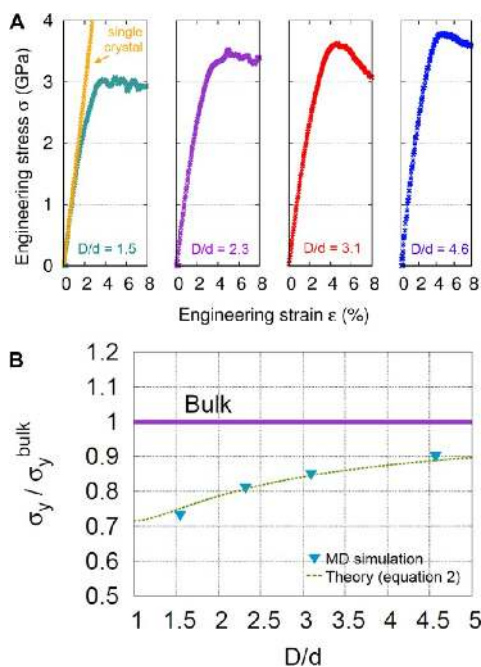 A
Engineering stress σ (GPa)
4
3
2
1
0
single
crystal
D/d = 1.5
D/d = 2.3
D/d = 3.1
D/d = 4.6
0 2 4 6 8
0 2 4 6 8
0 2 4 6 8
0 2 4 6 8
Engineering strain ε (%)
B
σy / σy^bulk
1.2
1.1
1
0.9
0.8
0.7
0.6
0.5
Bulk
MD simulation
Theory (equation 2)
1 1.5 2 2.5 3 3.5 4 4.5 5
D/d